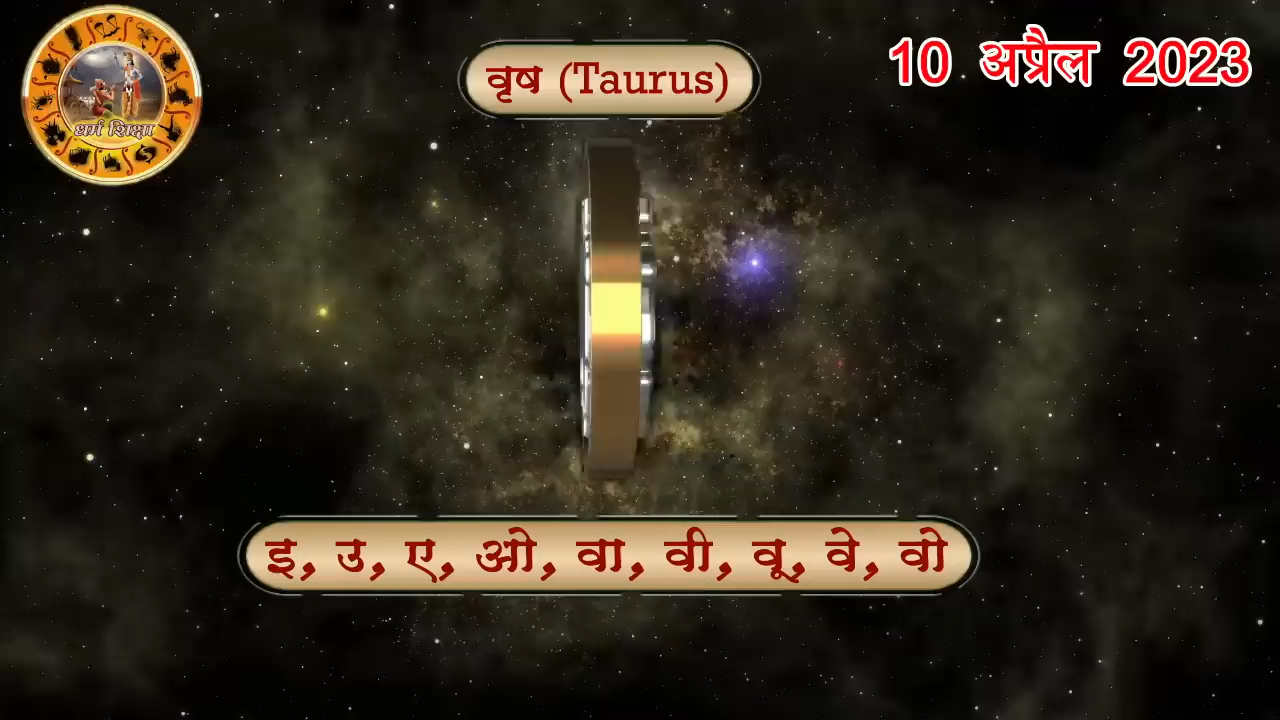 वृष (Taurus)
10 अप्रैल 2023
धर्म शिक्षा
इ, उ, ए, ओ, वा, वी, वू, वे, वो